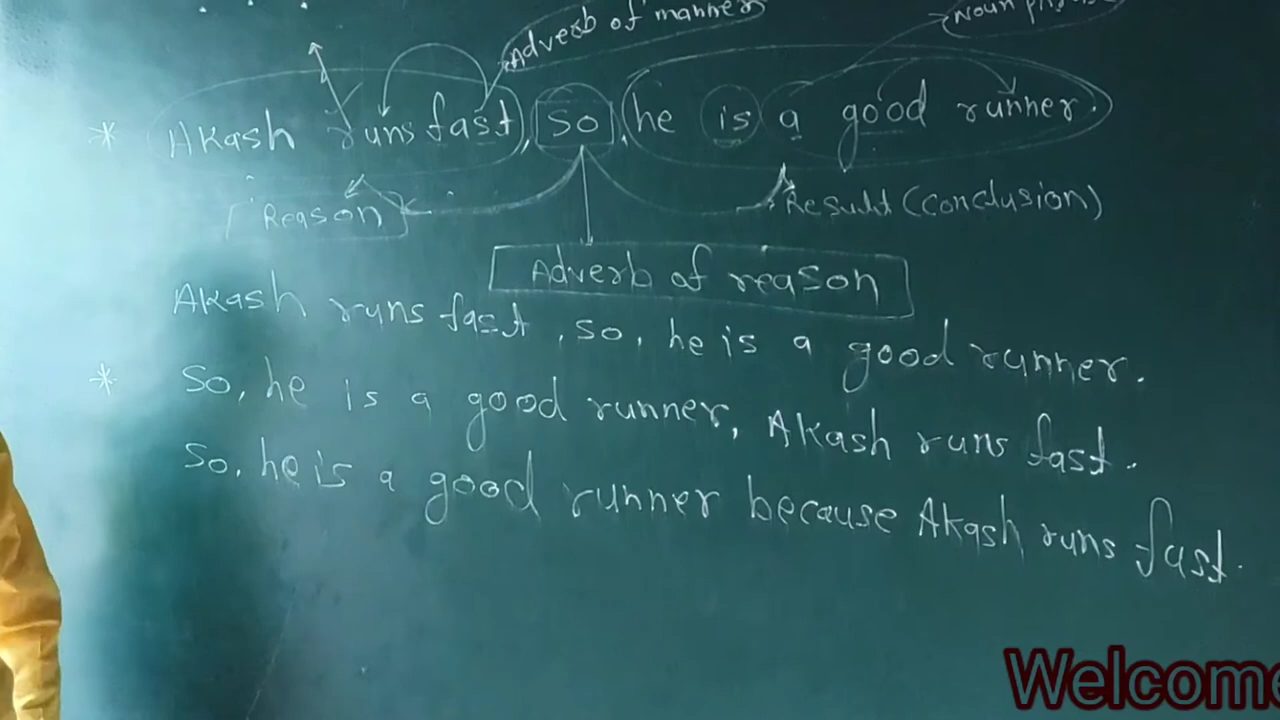 Adverb of manner
Noun
* Akash runs fast, so, he is a good runner.
Reason
Result (conclusion)
Adverb of reason
Akash runs fast, so, he is a good runner.
* So, he is a good runner, Akash runs fast.
So, he is a good runner because Akash runs fast.
Welcome